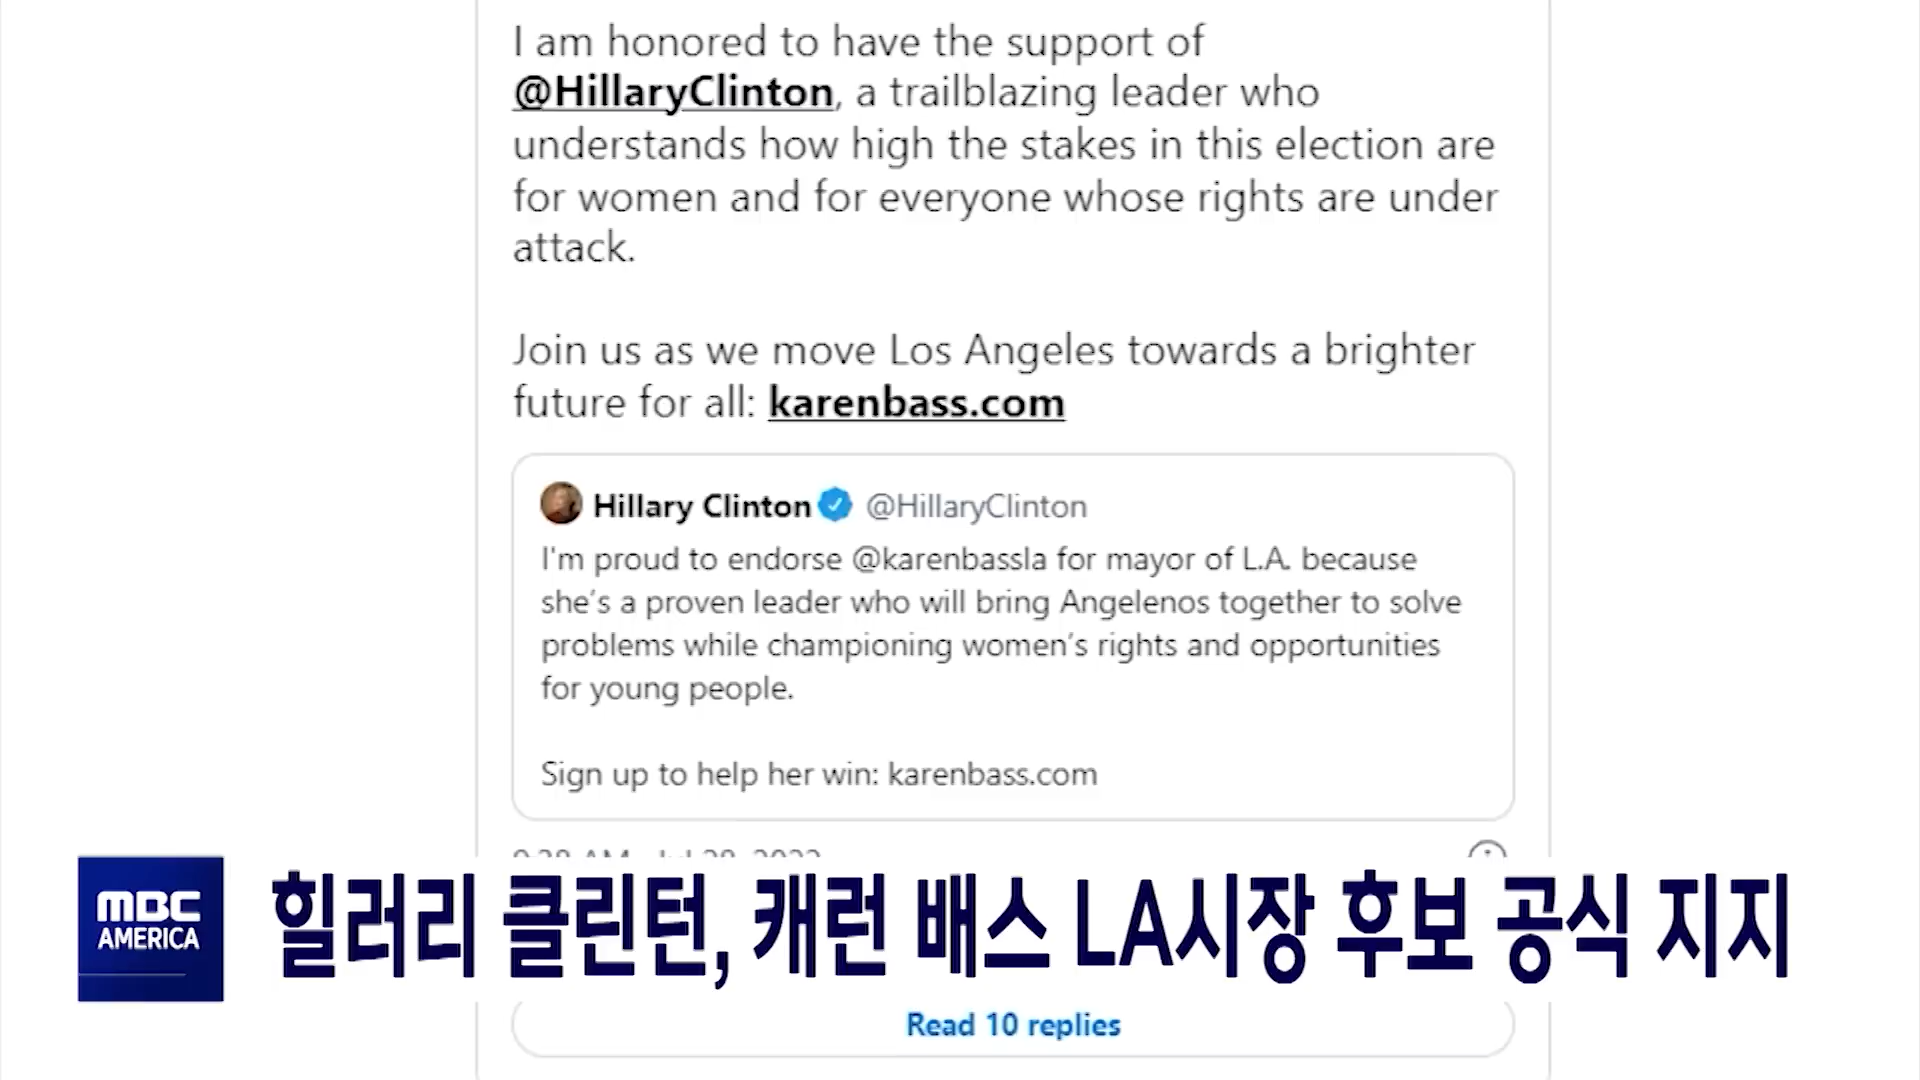 I am honored to have the support of
@HillaryClinton, a trailblazing leader who
understands how high the stakes in this election are
for women and for everyone whose rights are under
attack.
Join us as we move Los Angeles towards a brighter
future for all: karenbass.com
Hillary Clinton @HillaryClinton
I'm proud to endorse @karenbassla for mayor of L.A. because
she's a proven leader who will bring Angelenos together to solve
problems while championing women's rights and opportunities
for young people.
Sign up to help her win: karenbass.com
MBC
AMERICA
힐러리 클린턴, 캐런 배스 LA시장 후보 공식 지지
Read 10 replies